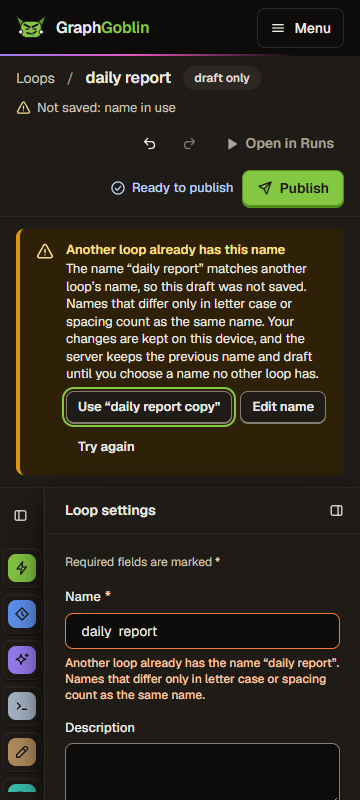 GraphGoblin
Menu
Loops / daily report draft only
Not saved: name in use
Open in Runs
Ready to publish
Publish
Another loop already has this name
The name “daily report” matches another
loop’s name, so this draft was not saved.
Names that differ only in letter case or
spacing count as the same name. Your
changes are kept on this device, and the
server keeps the previous name and draft
until you choose a name no other loop has.
Use “daily report copy”
Edit name
Try again
Loop settings
Required fields are marked *
Name *
daily  report
Another loop already has the name “daily report”.
Names that differ only in letter case or spacing
count as the same name.
Description